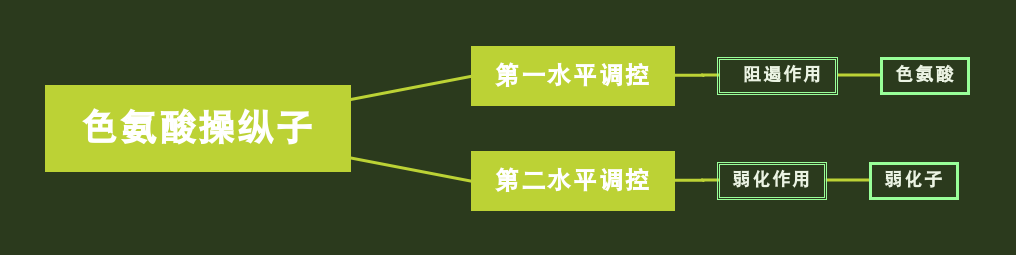 色氨酸操纵子
第一水平调控
阻遏作用
色氨酸
第二水平调控
弱化作用
弱化子